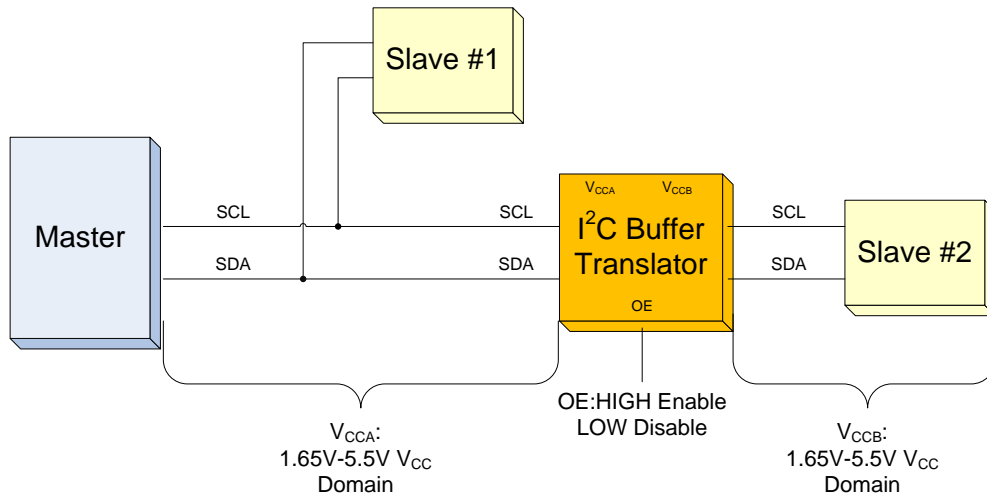 Slave #1
Master
SCL
SDA
SCL
SDA
VCCA
VCCB
I2C Buffer
Translator
OE
SCL
SDA
Slave #2
OE:HIGH Enable
LOW Disable
VCCA:
1.65V-5.5V VCC
Domain
VCCB:
1.65V-5.5V VCC
Domain